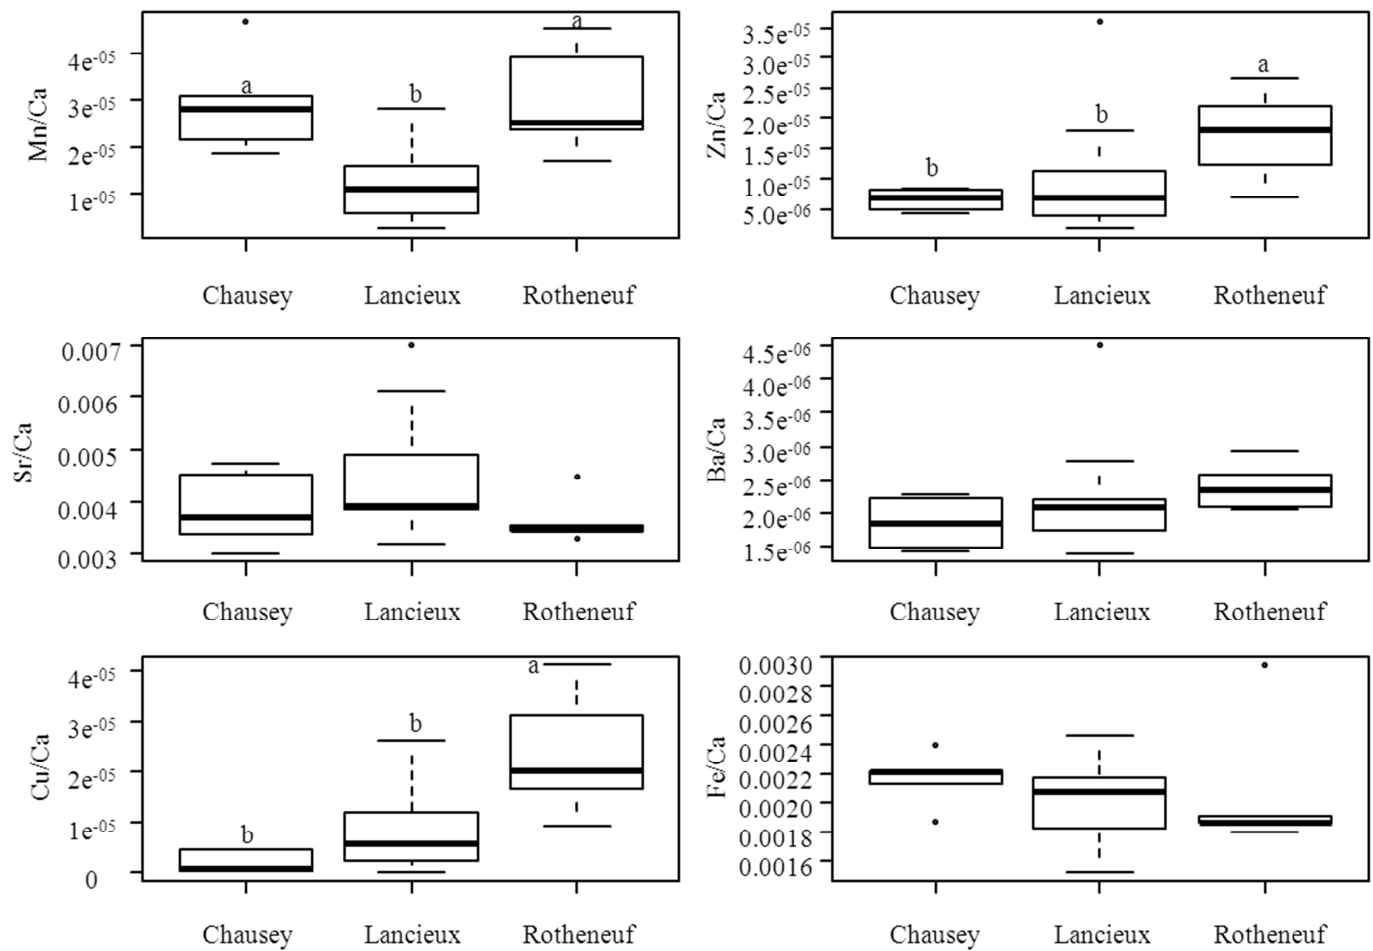 Mn/Ca
4e-05
3e-05
2e-05
1e-05
a
b
a
Chausey Lancieux Rotheneuf
Zn/Ca
3.5e-05
3.0e-05
2.5e-05
2.0e-05
1.5e-05
1.0e-05
5.0e-06
b
b
a
Chausey Lancieux Rotheneuf
Sr/Ca
0.007
0.006
0.005
0.004
0.003
Chausey Lancieux Rotheneuf
Ba/Ca
4.5e-06
4.0e-06
3.5e-06
3.0e-06
2.5e-06
2.0e-06
1.5e-06
Chausey Lancieux Rotheneuf
Cu/Ca
4e-05
3e-05
2e-05
1e-05
0
b
b
a
Chausey Lancieux Rotheneuf
Fe/Ca
0.0030
0.0028
0.0026
0.0024
0.0022
0.0020
0.0018
0.0016
Chausey Lancieux Rotheneuf